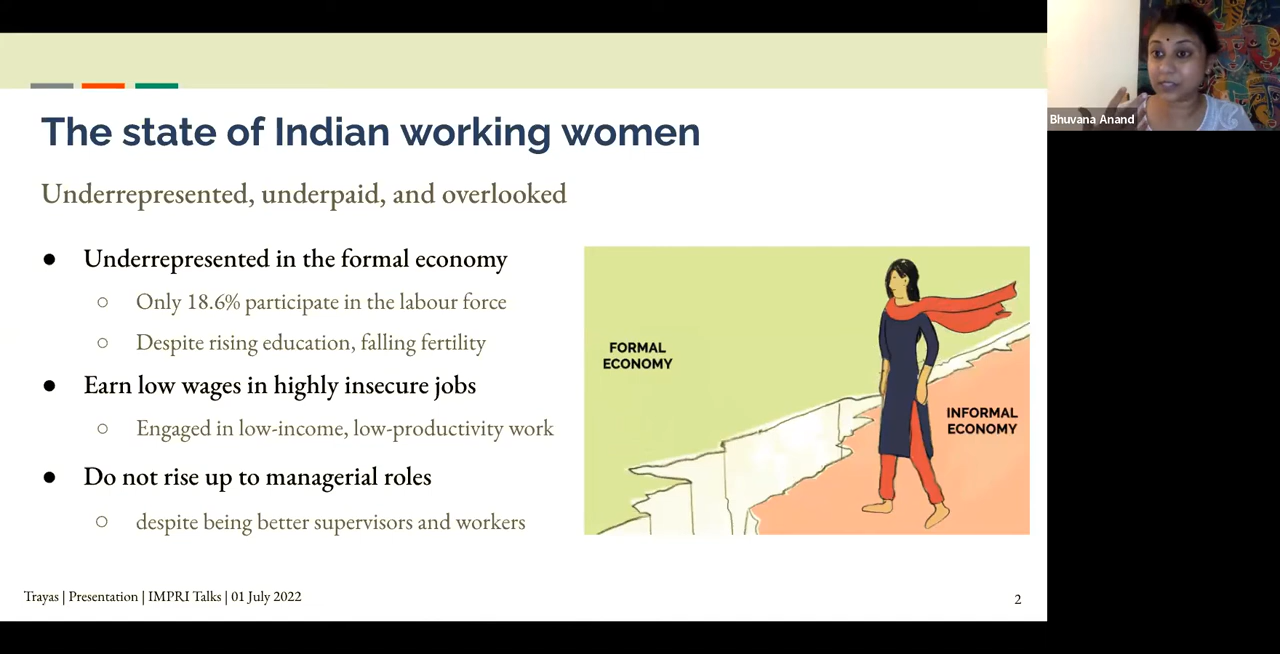 The state of Indian working women
Underrepresented, underpaid, and overlooked
● Underrepresented in the formal economy
○ Only 18.6% participate in the labour force
○ Despite rising education, falling fertility
● Earn low wages in highly insecure jobs
○ Engaged in low-income, low-productivity work
● Do not rise up to managerial roles
○ despite being better supervisors and workers
FORMAL
ECONOMY
INFORMAL
ECONOMY
Trayas | Presentation | IMPRI Talks | 01 July 2022
2
Bhuvana Anand